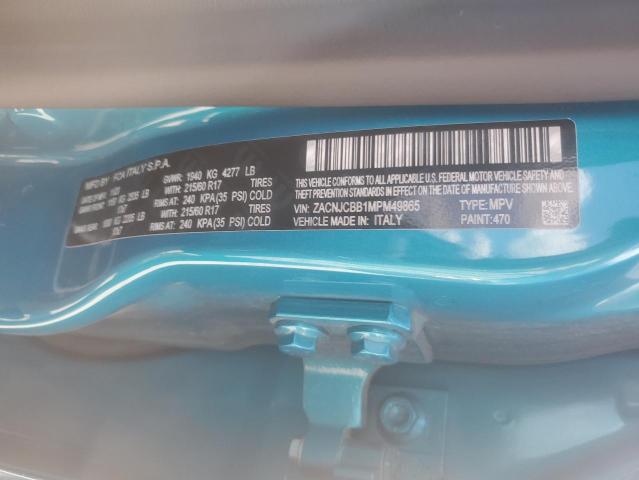 MFD BY: FCA ITALY S.P.A.
GVWR: 1940 KG 4277 LB
WITH: 215/60 R17 TIRES
RIMS AT: 240 KPA (35 PSI) COLD
WITH: 215/60 R17 TIRES
RIMS AT: 240 KPA (35 PSI) COLD
THIS VEHICLE CONFORMS TO ALL APPLICABLE
U.S.A. FEDERAL MOTOR VEHICLE SAFETY,
BUMPER, AND THEFT PREVENTION STANDARDS
IN EFFECT ON THE DATE OF MANUFACTURE SHOWN ABOVE
VIN: ZACNJCBB1MPM49865 TYPE: MPV
VEHICLE MADE IN: ITALY PAINT: 470